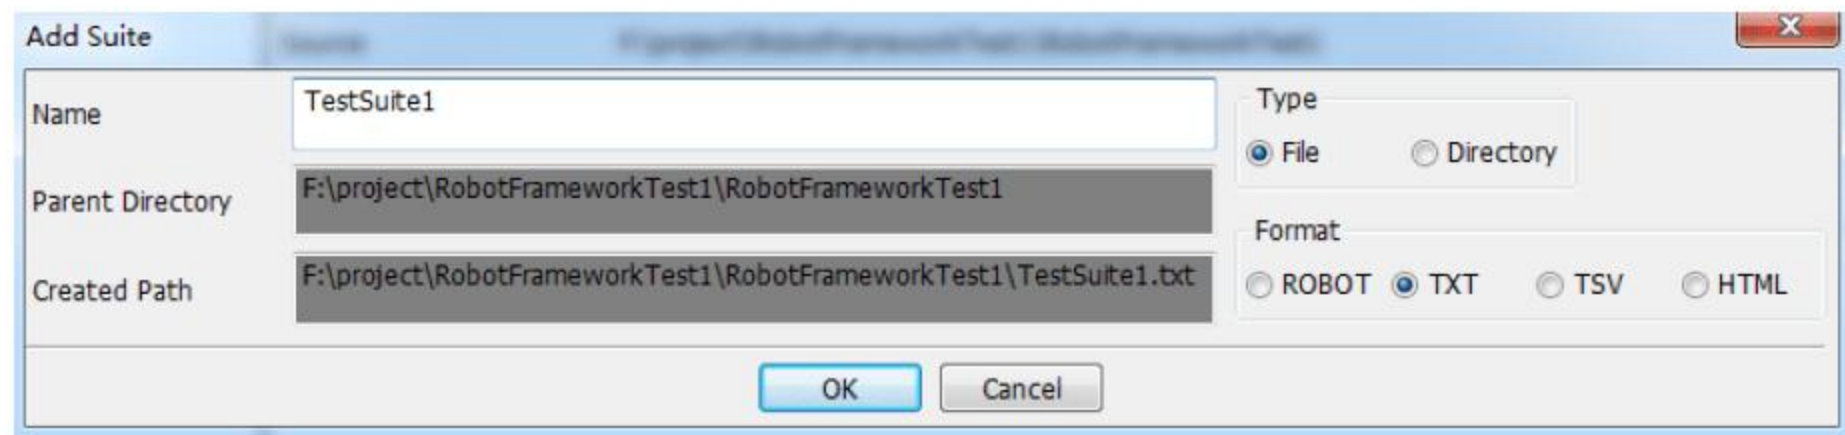 Add Suite
Name
TestSuite1
Parent Directory
F:\project\RobotFrameworkTest1\RobotFrameworkTest1
Created Path
F:\project\RobotFrameworkTest1\RobotFrameworkTest1\TestSuite1.txt
Type
File Directory
Format
ROBOT TXT TSV HTML
OK Cancel